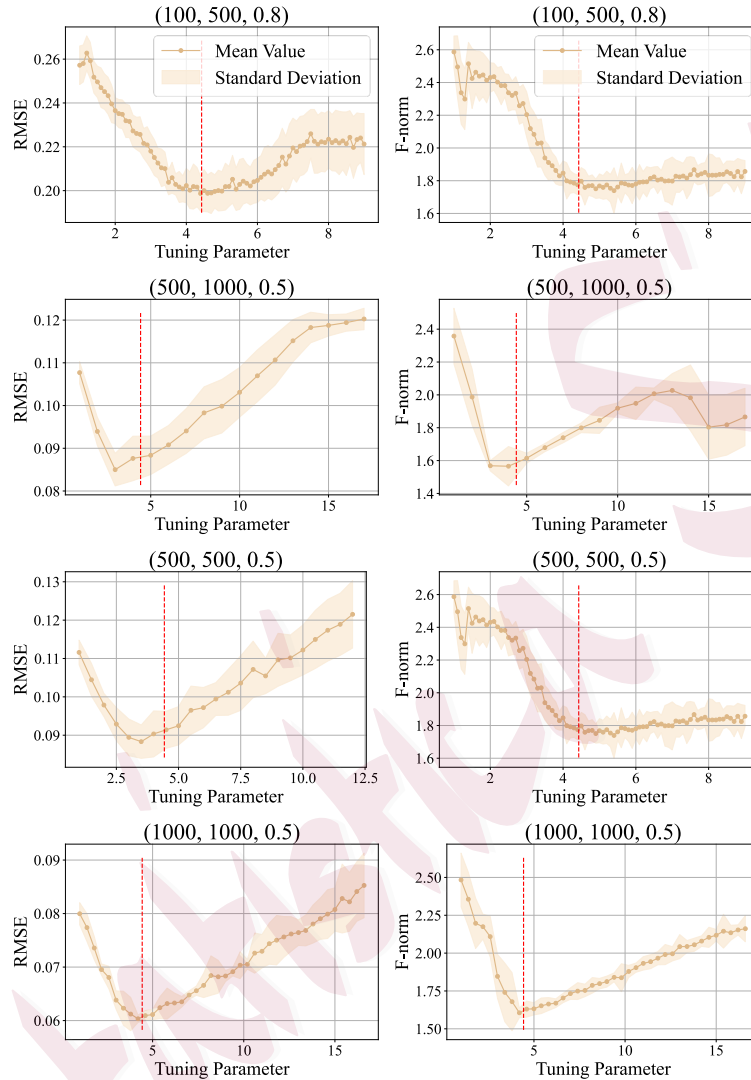 (100, 500, 0.8)
(100, 500, 0.8)
0.26
0.24
0.22
0.20
RMSE
Mean Value
Standard Deviation
2
4
6
8
Tuning Parameter
2.6
2.4
2.2
2.0
1.8
1.6
F-norm
Mean Value
Standard Deviation
2
4
6
8
Tuning Parameter
(500, 1000, 0.5)
(500, 1000, 0.5)
0.12
0.11
0.10
0.09
0.08
RMSE
5
10
15
Tuning Parameter
2.4
2.2
2.0
1.8
1.6
1.4
F-norm
5
10
15
Tuning Parameter
(500, 500, 0.5)
(500, 500, 0.5)
0.13
0.12
0.11
0.10
0.09
RMSE
2.5
5.0
7.5
10.0
12.5
Tuning Parameter
2.6
2.4
2.2
2.0
1.8
1.6
F-norm
2
4
6
8
Tuning Parameter
(1000, 1000, 0.5)
(1000, 1000, 0.5)
0.09
0.08
0.07
0.06
RMSE
5
10
15
Tuning Parameter
2.50
2.25
2.00
1.75
1.50
F-norm
5
10
15
Tuning Parameter